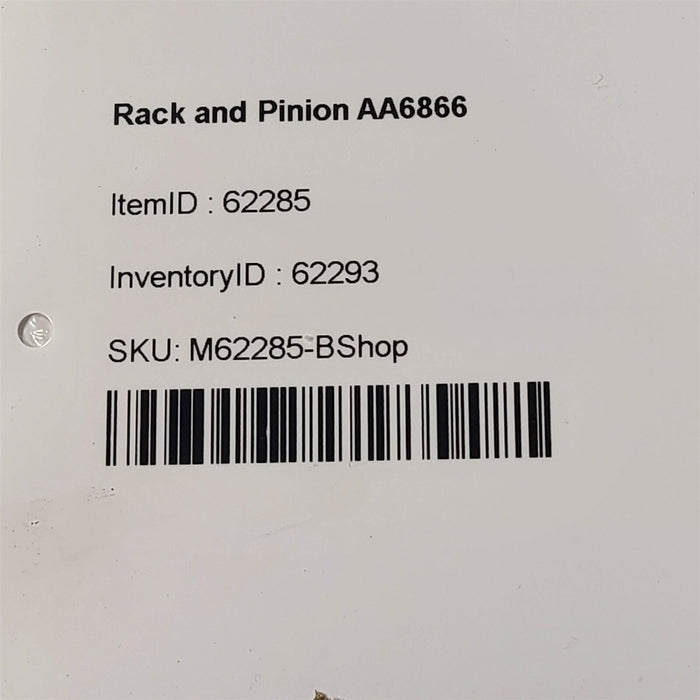 Rack and Pinion AA6866
ItemID : 62285
InventoryID : 62293
SKU: M62285-BShop